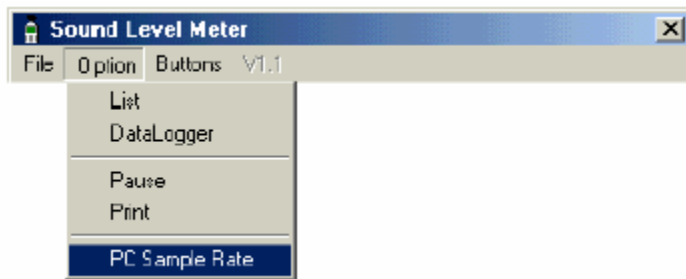 Sound Level Meter
File Option Buttons V1.1
List
DataLogger
Pause
Print
PC Sample Rate